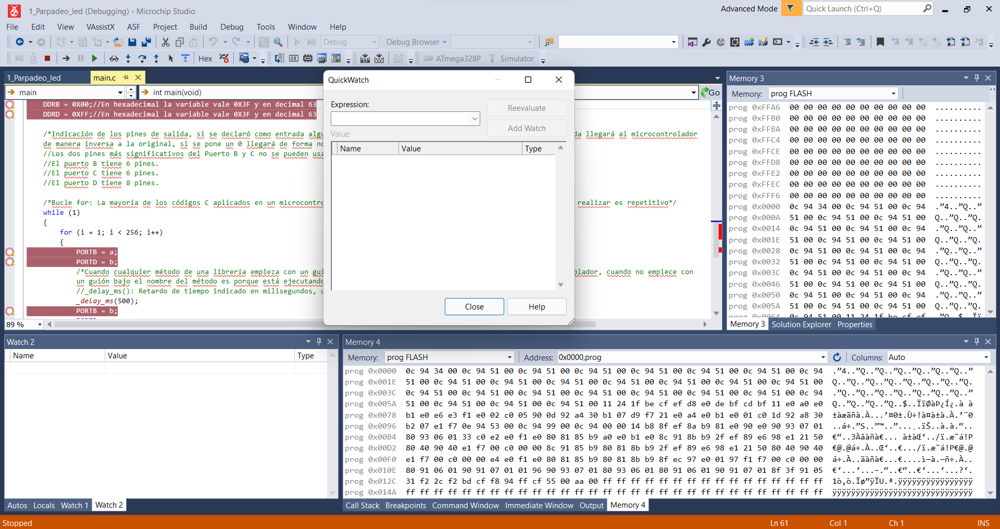 1_Parpadeo_led (Debugging) - Microchip Studio
Advanced Mode
Quick Launch (Ctrl+Q)
File Edit View VAssistX ASF Project Build Debug Tools Window Help
Debug
Debug Browser
Hex
ATmega328P
Simulator
1_Parpadeo_led
main.c
main
int main(void)
Go
DDRB = 0X00;//En hexadecimal la variable vale 0X3F y en decimal 63
DDRD = 0XFF;//En hexadecimal la variable vale 0X3F y en decimal 63
/*Indicación de los pines de salida, si se declaró como entrada algu
da llegará al microcontrolador
de manera inversa a la original, si se pone un 0 llegará de forma no
//Los dos pines más significativos del Puerto B y C no se pueden usa
//El puerto B tiene 6 pines.
//El puerto C tiene 6 pines.
//El puerto D tiene 8 pines.
/*Bucle for: La mayoría de los códigos C aplicados en un microcontro
realizar es repetitivo*/
while (1)
{
for (i = 1; i < 256; i++)
{
PORTB = a;
PORTD = b;
/*Cuando cualquier método de una librería empieza con un gui
olador, cuando no empiece con
un guión bajo el nombre del método es porque está ejecutando
//_delay_ms(): Retardo de tiempo indicado en milisegundos, u
_delay_ms(500);
PORTB = b;
89 %
QuickWatch
Expression:
Reevaluate
Add Watch
Value:
Name Value Type
Close Help
Memory 3
Memory: prog FLASH
prog 0xFFA6 00 00 00 00 00 00 00 00 00 00 ..........
prog 0xFFB0 00 00 00 00 00 00 00 00 00 00 ..........
prog 0xFFBA 00 00 00 00 00 00 00 00 00 00 ..........
prog 0xFFC4 00 00 00 00 00 00 00 00 00 00 ..........
prog 0xFFCE 00 00 00 00 00 00 00 00 00 00 ..........
prog 0xFFD8 00 00 00 00 00 00 00 00 00 00 ..........
prog 0xFFE2 00 00 00 00 00 00 00 00 00 00 ..........
prog 0xFFEC 00 00 00 00 00 00 00 00 00 00 ..........
prog 0xFFF6 00 00 00 00 00 00 00 00 00 00 ..........
prog 0x0000 0c 94 34 00 0c 94 51 00 0c 94 .”4..”Q..”
prog 0x000A 51 00 0c 94 51 00 0c 94 51 00 Q..”Q..”Q.
prog 0x0014 0c 94 51 00 0c 94 51 00 0c 94 .”Q..”Q..”
prog 0x001E 51 00 0c 94 51 00 0c 94 51 00 Q..”Q..”Q.
prog 0x0028 0c 94 51 00 0c 94 51 00 0c 94 .”Q..”Q..”
prog 0x0032 51 00 0c 94 51 00 0c 94 51 00 Q..”Q..”Q.
prog 0x003C 0c 94 51 00 0c 94 51 00 0c 94 .”Q..”Q..”
prog 0x0046 51 00 0c 94 51 00 0c 94 51 00 Q..”Q..”Q.
prog 0x0050 0c 94 51 00 0c 94 51 00 0c 94 .”Q..”Q..”
prog 0x005A 51 00 0c 94 51 00 0c 94 51 00 Q..”Q..”Q.
prog 0x0064 0c 94 51 00 11 24 1f be cf ef
Memory 3 Solution Explorer Properties
Watch 2
Name Value Type
Autos Locals Watch 1 Watch 2
Memory 4
Memory: prog FLASH Address: 0x0000,prog Columns: Auto
prog 0x0000 0c 94 34 00 0c 94 51 00 0c 94 51 00 0c 94 51 00 0c 94 51 00 0c 94 51 00 0c 94 51 00 0c 94 .”4..”Q..”Q..”Q..”Q..”Q..”Q..”
prog 0x001E 51 00 0c 94 51 00 0c 94 51 00 0c 94 51 00 0c 94 51 00 0c 94 51 00 0c 94 51 00 0c 94 51 00 Q..”Q..”Q..”Q..”Q..”Q..”Q..”Q.
prog 0x003C 0c 94 51 00 0c 94 51 00 0c 94 51 00 0c 94 51 00 0c 94 51 00 0c 94 51 00 0c 94 51 00 0c 94 .”Q..”Q..”Q..”Q..”Q..”Q..”Q..”
prog 0x005A 51 00 0c 94 51 00 0c 94 51 00 0c 94 51 00 11 24 1f be cf ef d8 e0 de bf cd bf 11 e0 a0 e0
prog 0x0078 b1 e0 e6 e3 f1 e0 02 c0 05 90 0d 92 a4 30 b1 07 d9 f7 21 e0 a4 e0 b1 e0 01 c0 1d 92 a8 30
prog 0x0096 b2 07 e1 f7 0e 94 53 00 0c 94 99 00 0c 94 00 00 14 b8 8f ef 8a b9 81 e0 90 e0 90 93 07 01
prog 0x00B4 80 93 06 01 33 c0 e2 e0 f1 e0 80 81 85 b9 a0 e0 b1 e0 8c 91 8b b9 2f ef 89 e6 98 e1 21 50
prog 0x00D2 80 40 90 40 e1 f7 00 c0 00 00 8c 91 85 b9 80 81 8b b9 2f ef 89 e6 98 e1 21 50 80 40 90 40
prog 0x00F0 e1 f7 00 c0 00 00 e4 e0 f1 e0 80 81 85 b9 80 81 8b b9 8f ec 97 e0 01 97 f1 f7 00 c0 00 00
prog 0x010E 80 91 06 01 90 91 07 01 01 96 90 93 07 01 80 93 06 01 80 91 06 01 90 91 07 01 8f 3f 91 05
prog 0x012C 31 f2 2c f2 bd cf f8 94 ff cf 55 00 aa 00 ff ff ff ff ff ff ff ff ff ff ff ff ff ff ff ff
prog 0x014A ff ff ff ff ff ff ff ff ff ff ff ff ff ff ff ff ff ff ff ff ff ff ff ff ff ff ff ff ff ff ÿÿÿÿÿÿÿÿÿÿÿÿÿÿÿÿÿÿÿÿÿÿÿÿÿÿÿÿÿÿ
Call Stack Breakpoints Command Window Immediate Window Output Memory 4
Stopped
Ln 61 Col 1 Ch 1 INS